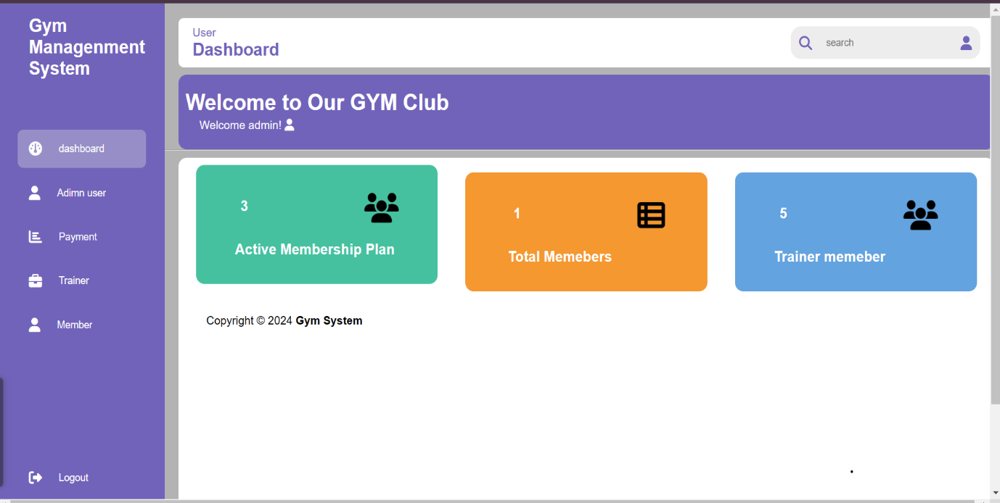 Gym
Managenment
System
dashboard
Adimn user
Payment
Trainer
Member
Logout
User
Dashboard
search
Welcome to Our GYM Club
Welcome admin!
3
Active Membership Plan
1
Total Memebers
5
Trainer memeber
Copyright © 2024 Gym System